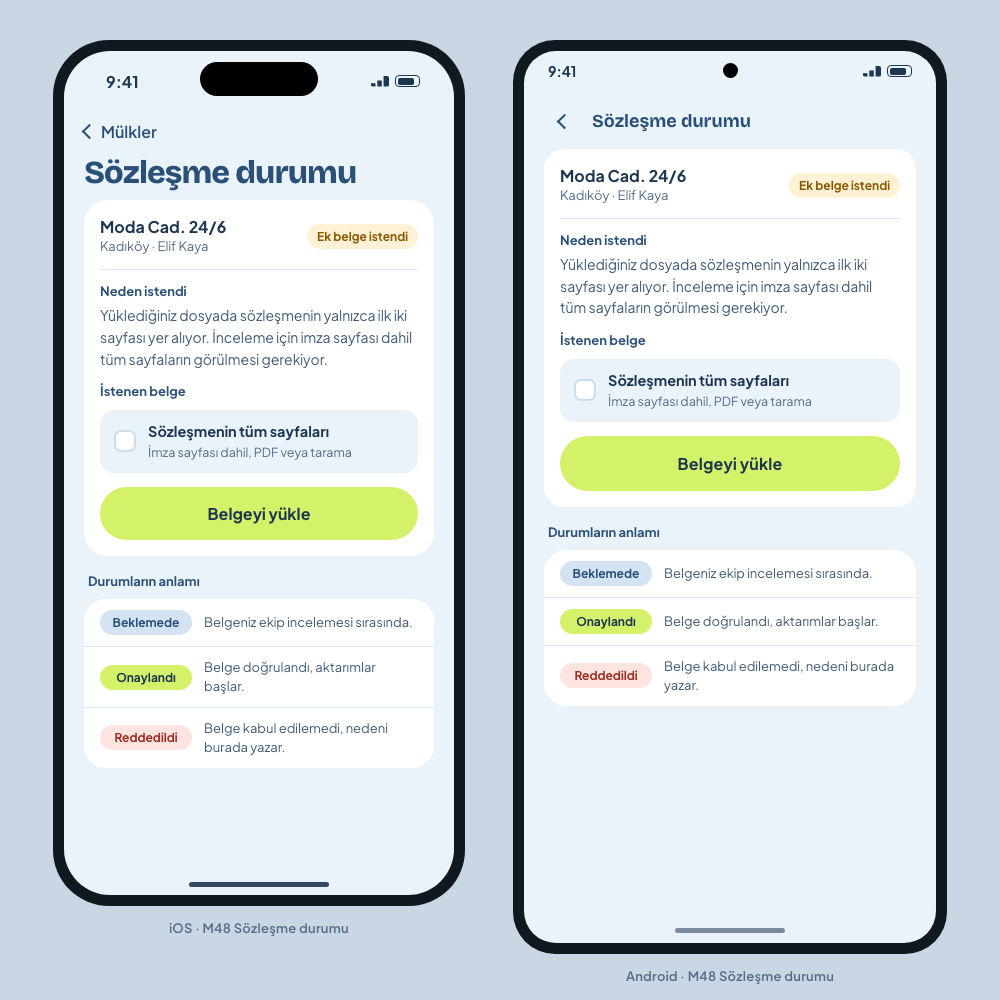 9:41
Mülkler
Sözleşme durumu
Moda Cad. 24/6
Kadıköy · Elif Kaya
Ek belge istendi
Neden istendi
Yüklediğiniz dosyada sözleşmenin yalnızca ilk iki
sayfası yer alıyor. İnceleme için imza sayfası dahil
tüm sayfaların görülmesi gerekiyor.
İstenen belge
Sözleşmenin tüm sayfaları
İmza sayfası dahil, PDF veya tarama
Belgeyi yükle
Durumların anlamı
Beklemede
Belgeniz ekip incelemesi sırasında.
Onaylandı
Belge doğrulandı, aktarımlar
başlar.
Reddedildi
Belge kabul edilemedi, nedeni
burada yazar.
iOS · M48 Sözleşme durumu
9:41
Sözleşme durumu
Moda Cad. 24/6
Kadıköy · Elif Kaya
Ek belge istendi
Neden istendi
Yüklediğiniz dosyada sözleşmenin yalnızca ilk iki
sayfası yer alıyor. İnceleme için imza sayfası dahil
tüm sayfaların görülmesi gerekiyor.
İstenen belge
Sözleşmenin tüm sayfaları
İmza sayfası dahil, PDF veya tarama
Belgeyi yükle
Durumların anlamı
Beklemede
Belgeniz ekip incelemesi sırasında.
Onaylandı
Belge doğrulandı, aktarımlar başlar.
Reddedildi
Belge kabul edilemedi, nedeni burada
yazar.
Android · M48 Sözleşme durumu